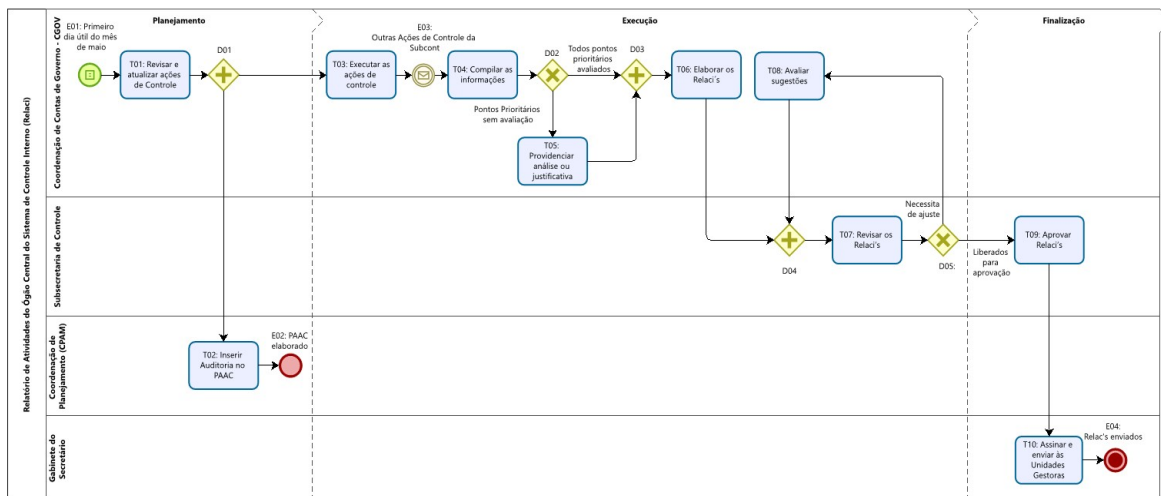 Planejamento
Execução
Finalização
Relatório de Atividades do Ógão Central do Sistema de Controle Interno (Relaci)
Coordenação de Contas de Governo - CGOV
E01: Primeiro
dia útil do mês
de maio
T01: Revisar e
atualizar ações
de Controle
D01
T03: Executar as
ações de
controle
E03:
Outras Ações de Controle da
Subcont
T04: Compilar as
informações
D02
Todos pontos
prioritários
avaliados
D03
Pontos Prioritários
sem avaliação
T05:
Providenciar
análise ou
justificativa
T06: Elaborar os
Relaci´s
T08: Avaliar
sugestões
Subsecretaria de Controle
D04
T07: Revisar os
Relaci´s
Necessita
de ajuste
D05:
Liberados
para
aprovação
T09: Aprovar
Relaci´s
Coordenação de
Planejamento (CPAM)
T02: Inserir
Auditoria no
PAAC
E02: PAAC
elaborado
Gabinete do
Secretário
T10: Assinar e
enviar às
Unidades
Gestoras
E04:
Relac's enviados